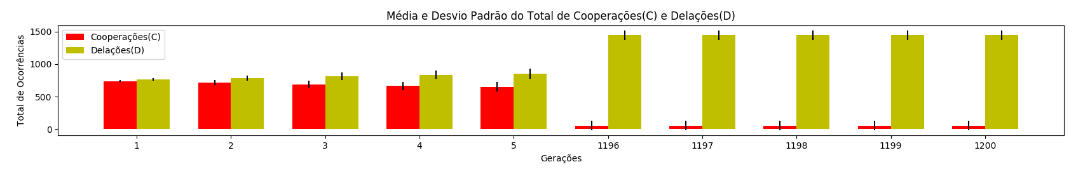 Média e Desvio Padrão do Total de Cooperações(C) e Delações(D)
Cooperações(C)
Delações(D)
Total de Ocorrências
1500
1000
500
0
1 2 3 4 5 1196 1197 1198 1199 1200
Gerações